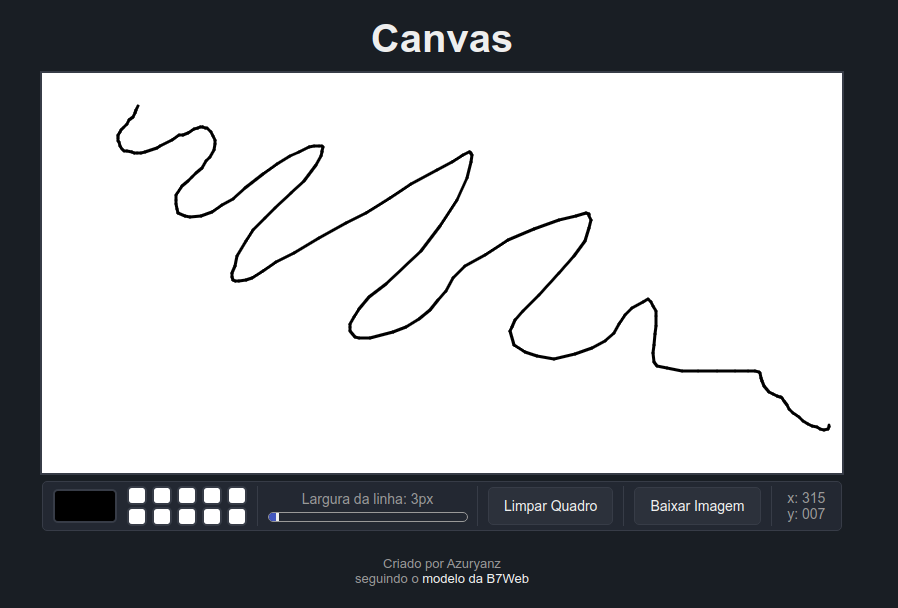 Canvas
Largura da linha: 3px
Limpar Quadro
Baixar Imagem
x: 315
y: 007
Criado por Azuryanz
seguindo o modelo da B7Web